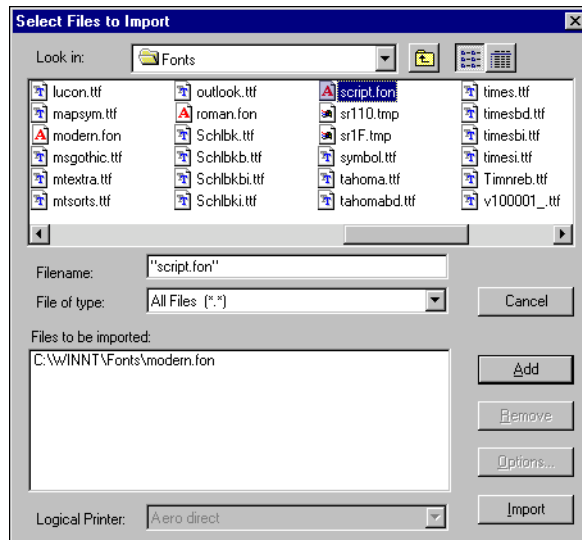 Select Files to Import
Look in: Fonts
lucon.ttf outlook.ttf script.fon times.ttf
mapsym.ttf roman.fon sr110.tmp timesbd.ttf
modern.fon Schlbk.ttf sr1F.tmp timesbi.ttf
msgothic.ttf Schlbkb.ttf symbol.ttf timesi.ttf
mtextra.ttf Schlbkbi.ttf tahoma.ttf Timnreb.ttf
mtsorts.ttf Schlbki.ttf tahomabd.ttf v100001_.ttf
Filename: "script.fon"
File of type: All Files (*.*) Cancel
Files to be imported:
C:\WINNT\Fonts\modern.fon
Add
Remove
Options...
Import
Logical Printer: Aero direct